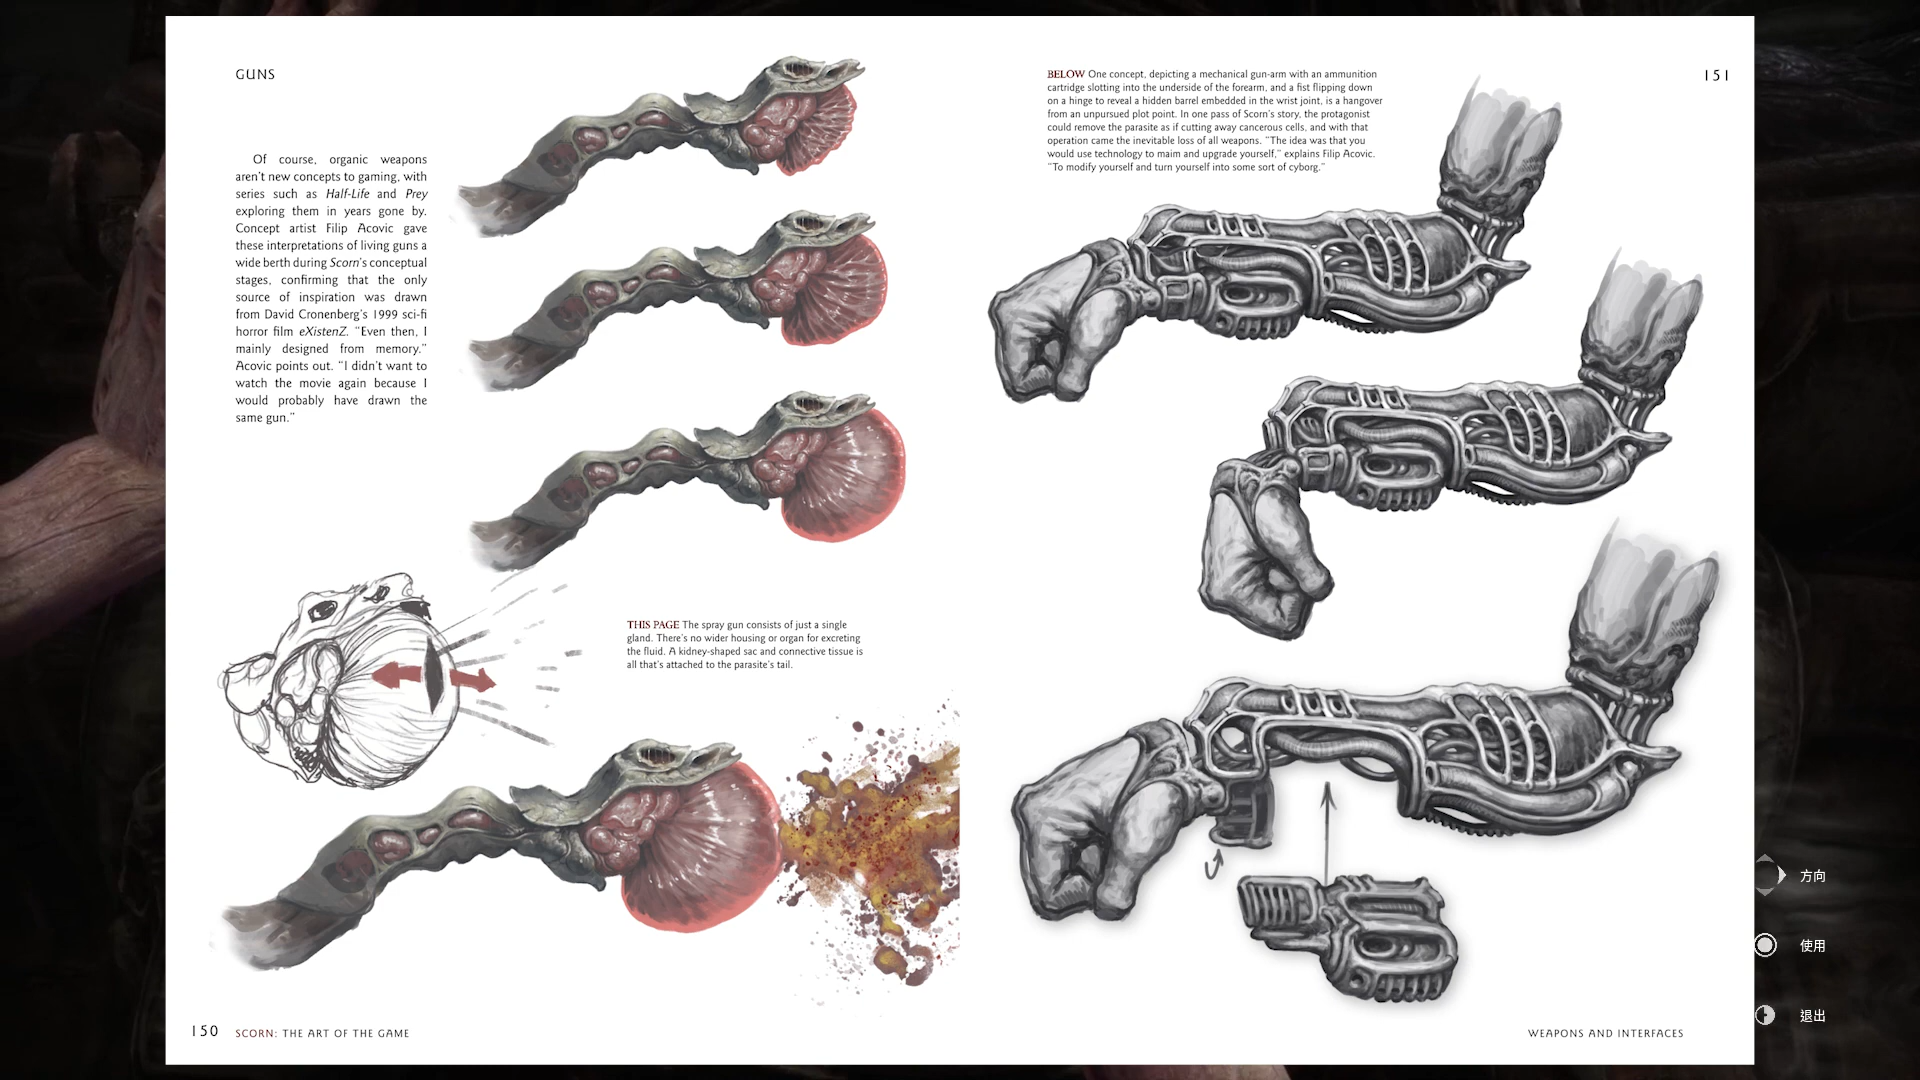 GUNS
Of course, organic weapons
aren't new concepts to gaming, with
series such as Half-Life and Prey
exploring them in years gone by.
Concept artist Filip Acovic gave
these interpretations of living guns a
wide berth during Scorn's conceptual
stages, confirming that the only
source of inspiration was drawn
from David Cronenberg's 1999 sci-fi
horror film eXistenZ. "Even then, I
mainly designed from memory."
Acovic points out. "I didn't want to
watch the movie again because I
would probably have drawn the
same gun."
THIS PAGE The spray gun consists of just a single
gland. There's no wider housing or organ for excreting
the fluid. A kidney-shaped sac and connective tissue is
all that's attached to the parasite's tail.
150 SCORN: THE ART OF THE GAME
BELOW One concept, depicting a mechanical gun-arm with an ammunition
cartridge slotting into the underside of the forearm, and a fist flipping down
on a hinge to reveal a hidden barrel embedded in the wrist joint, is a hangover
from an unpursued plot point. In one pass of Scorn's story, the protagonist
could remove the parasite as if cutting away cancerous cells, and with that
operation came the inevitable loss of all weapons. "The idea was that you
would use technology to maim and upgrade yourself," explains Filip Acovic.
"To modify yourself and turn yourself into some sort of cyborg."
151
WEAPONS AND INTERFACES
方向
使用
退出